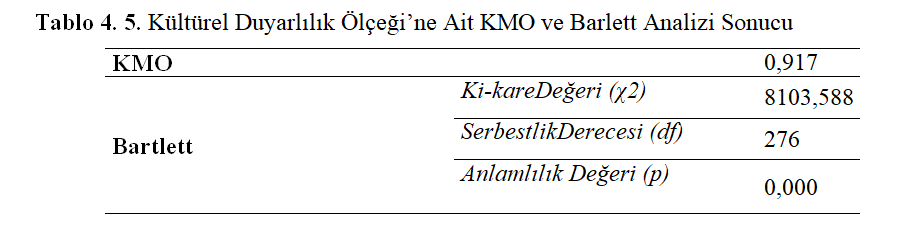 Tablo 4. 5. Kültürel Duyarlılık Ölçeği’ne Ait KMO ve Barlett Analizi Sonucu
KMO 0,917
Bartlett
Ki-kareDeğeri (χ2) 8103,588
SerbestlikDerecesi (df) 276
Anlamlılık Değeri (p) 0,000